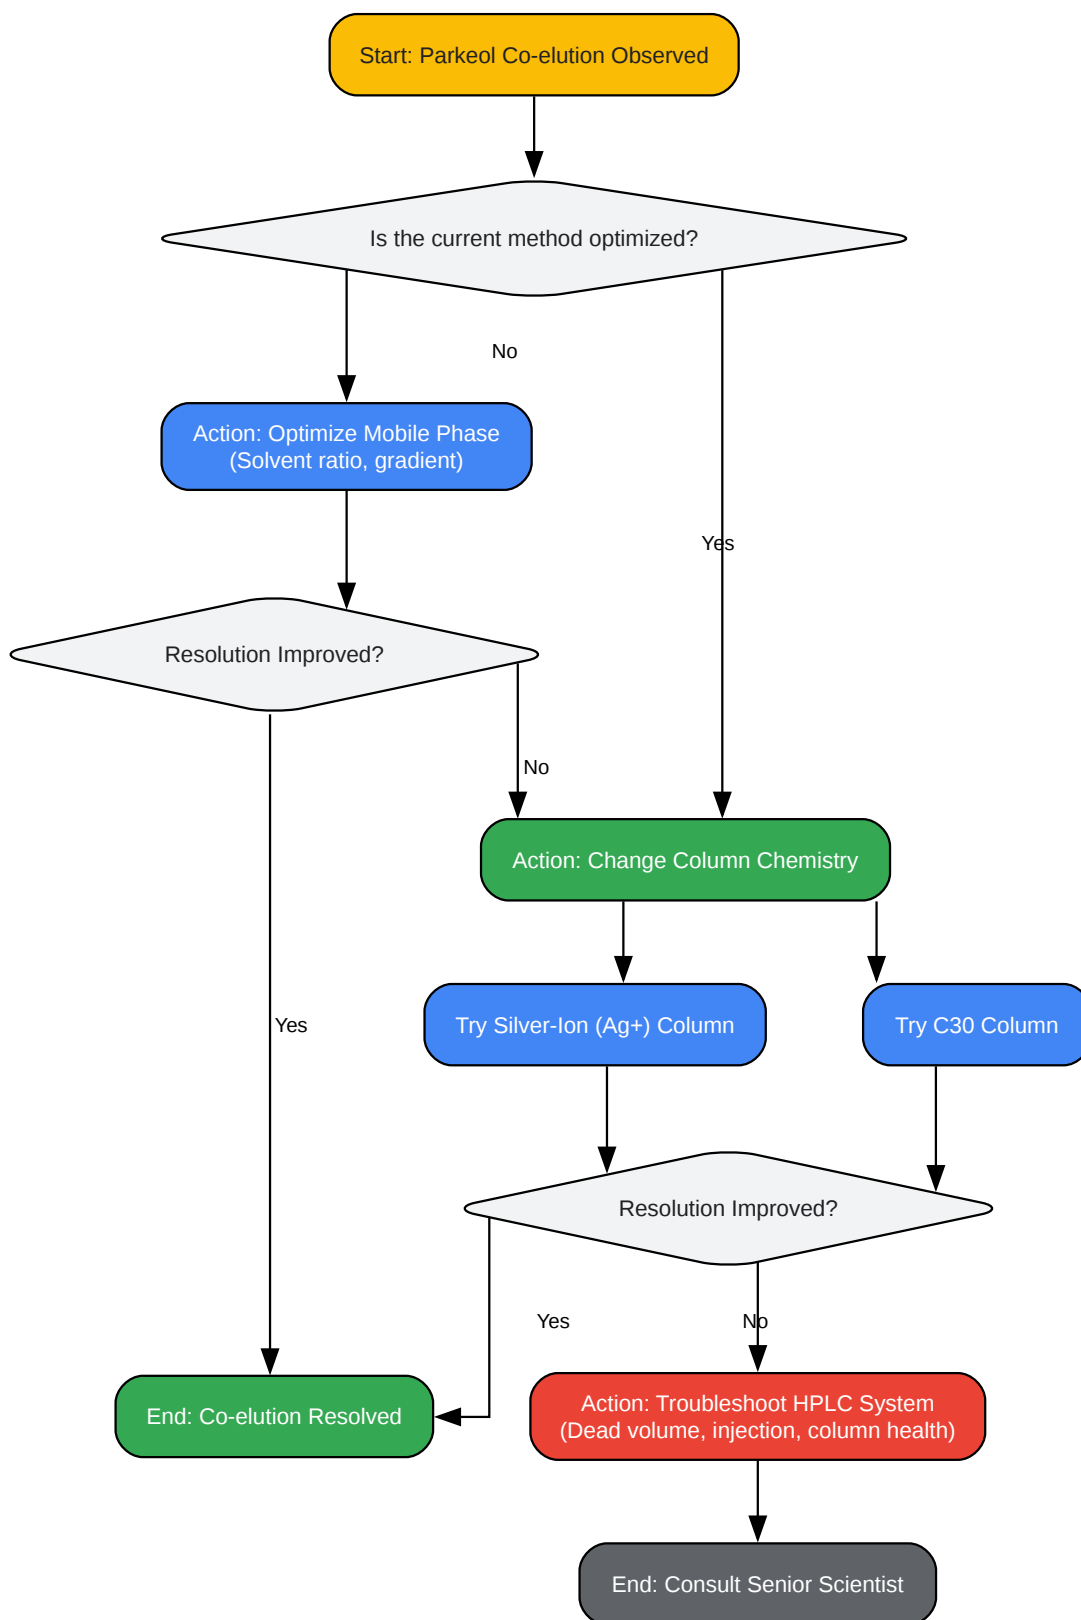 Start: Parkeol Co-elution Observed
Is the current method optimized?
No
Action: Optimize Mobile Phase
(Solvent ratio, gradient)
Yes
Resolution Improved?
No
Action: Change Column Chemistry
Yes
Try Silver-Ion (Ag+) Column
Try C30 Column
Resolution Improved?
Yes
No
End: Co-elution Resolved
Action: Troubleshoot HPLC System
(Dead volume, injection, column health)
End: Consult Senior Scientist